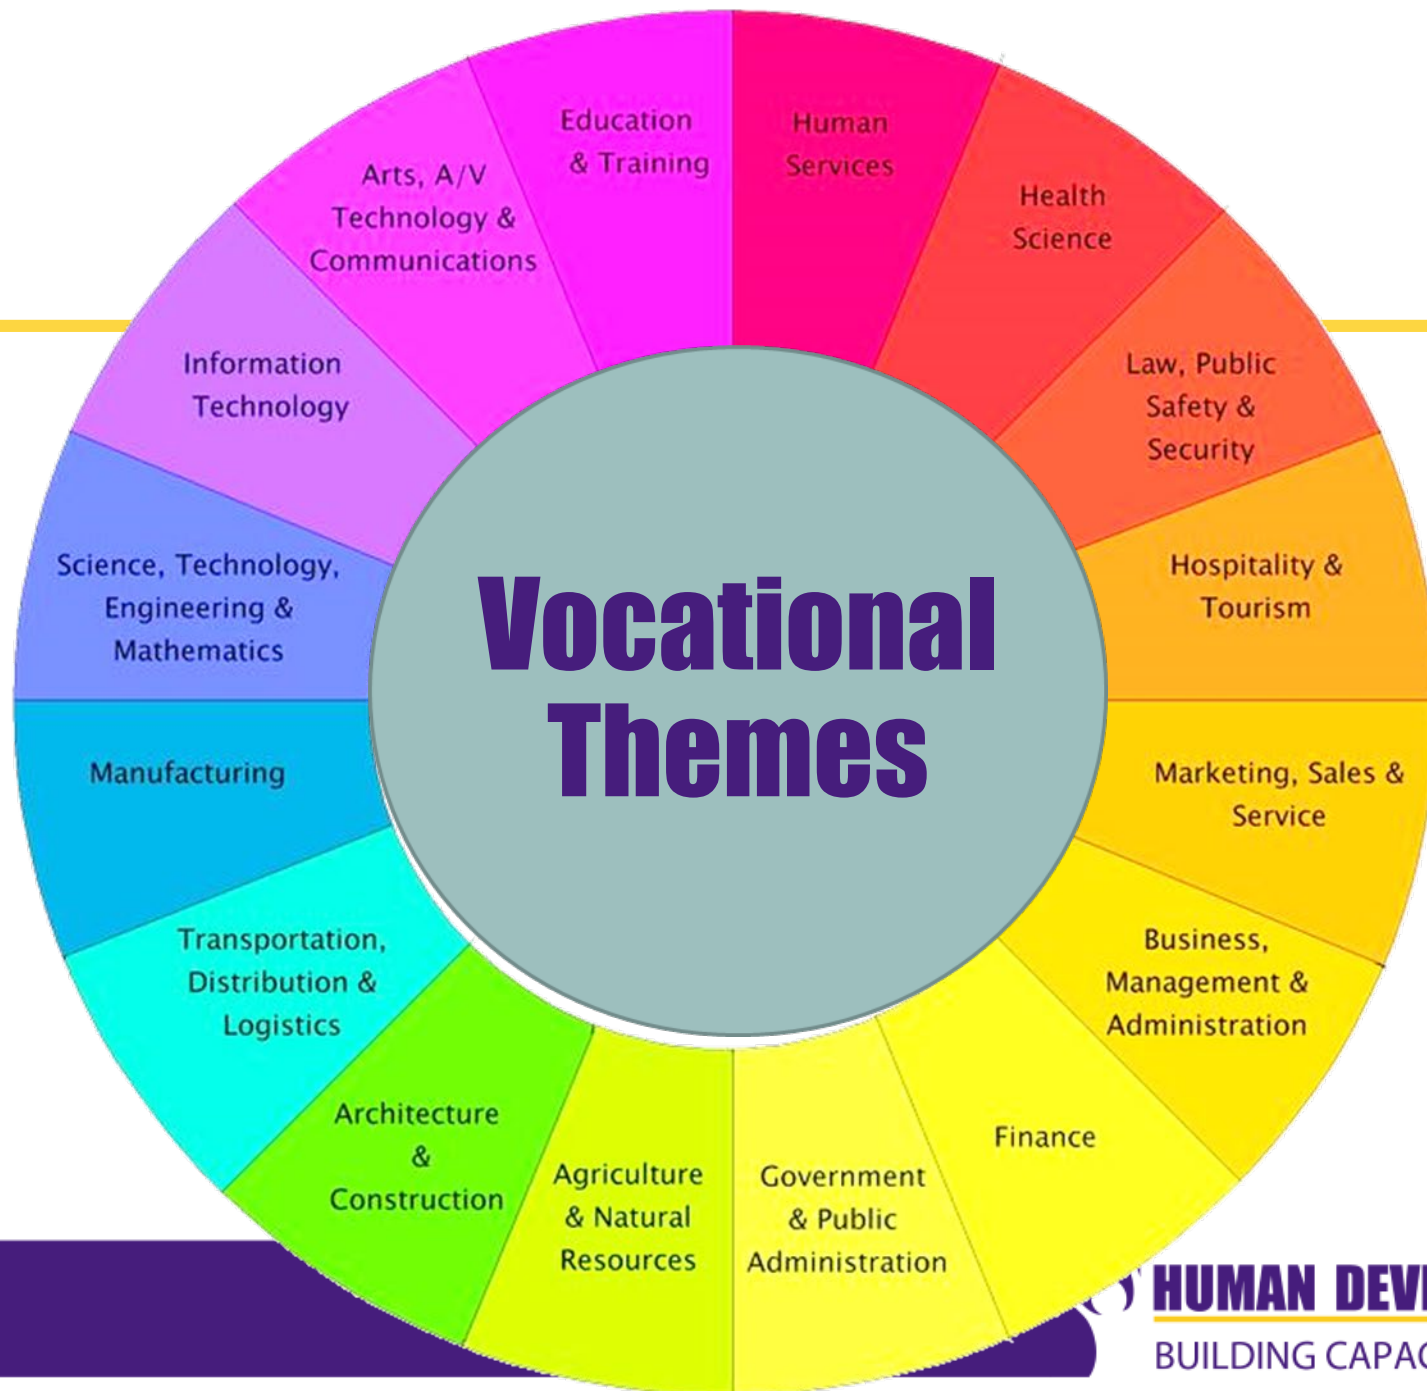 Education
& Training
Human
Services
Health
Science
Law, Public
Safety &
Security
Hospitality &
Tourism
Marketing, Sales &
Service
Business,
Management &
Administration
Finance
Government
& Public
Administration
Agriculture
& Natural
Resources
Architecture
&
Construction
Transportation,
Distribution &
Logistics
Manufacturing
Science, Technology,
Engineering &
Mathematics
Information
Technology
Arts, A/V
Technology &
Communications
Vocational
Themes
HUMAN
BUILDING